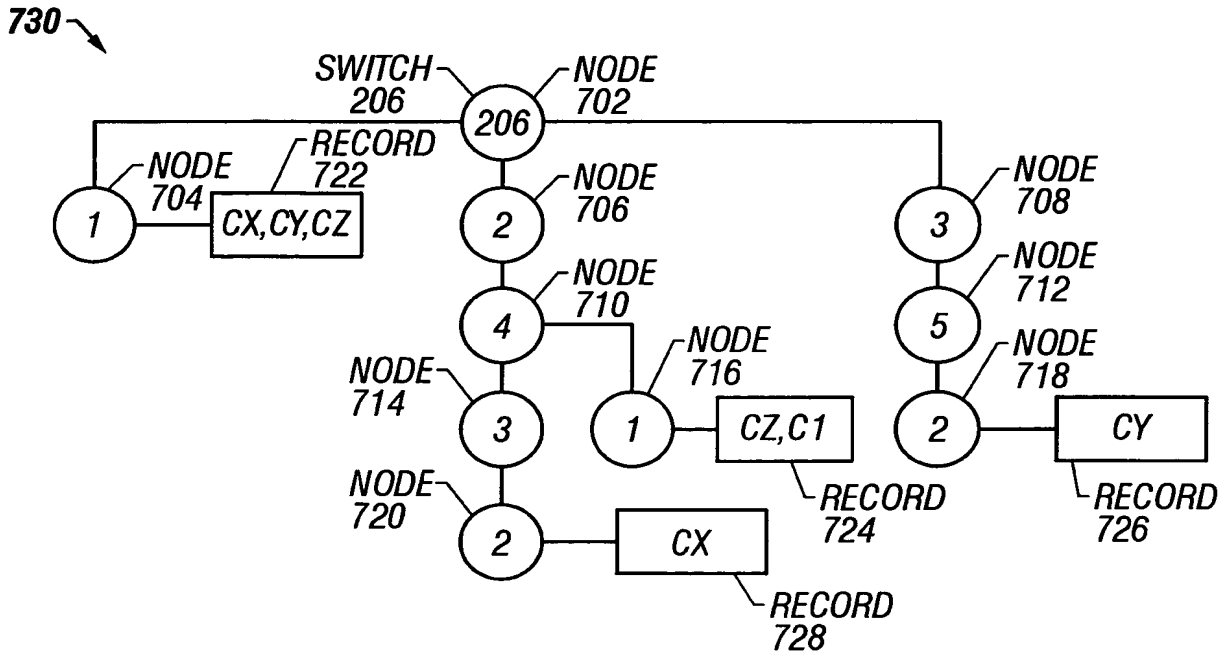 730
SWITCH
206
206
NODE
702
NODE
704
1
RECORD
722
CX,CY,CZ
NODE
706
2
NODE
708
3
NODE
710
4
NODE
712
5
NODE
714
3
NODE
716
1
CZ,C1
RECORD
724
NODE
718
2
CY
RECORD
726
NODE
720
2
CX
RECORD
728